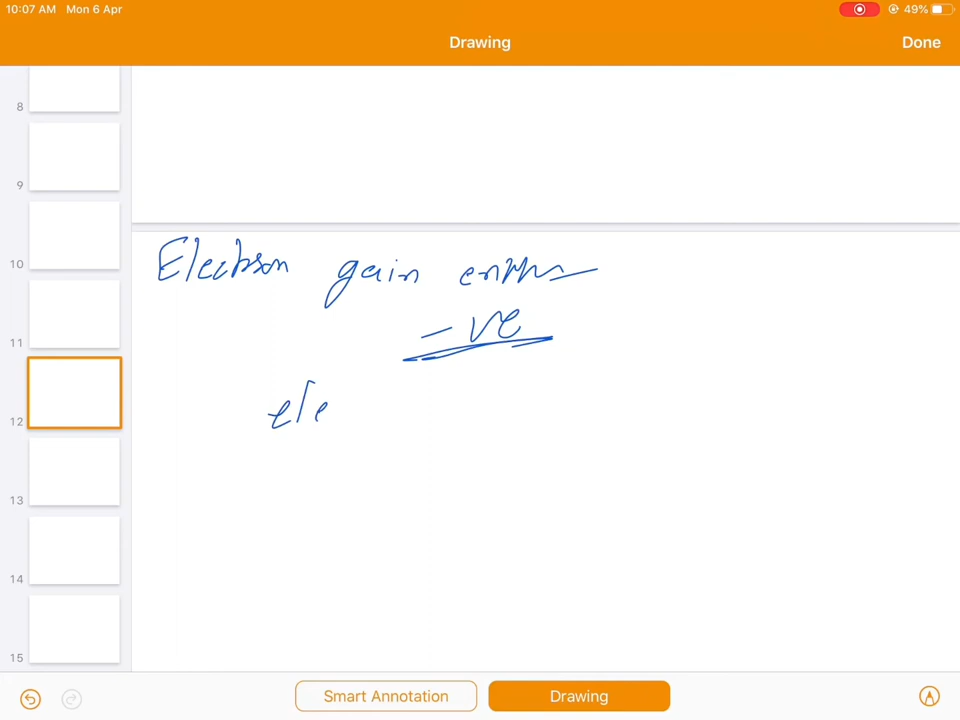 10:07 AM Mon 6 Apr 49%
Drawing
Done
8
9
10
11
12
13
14
15
Electron gain
- ve
ele
Smart Annotation
Drawing